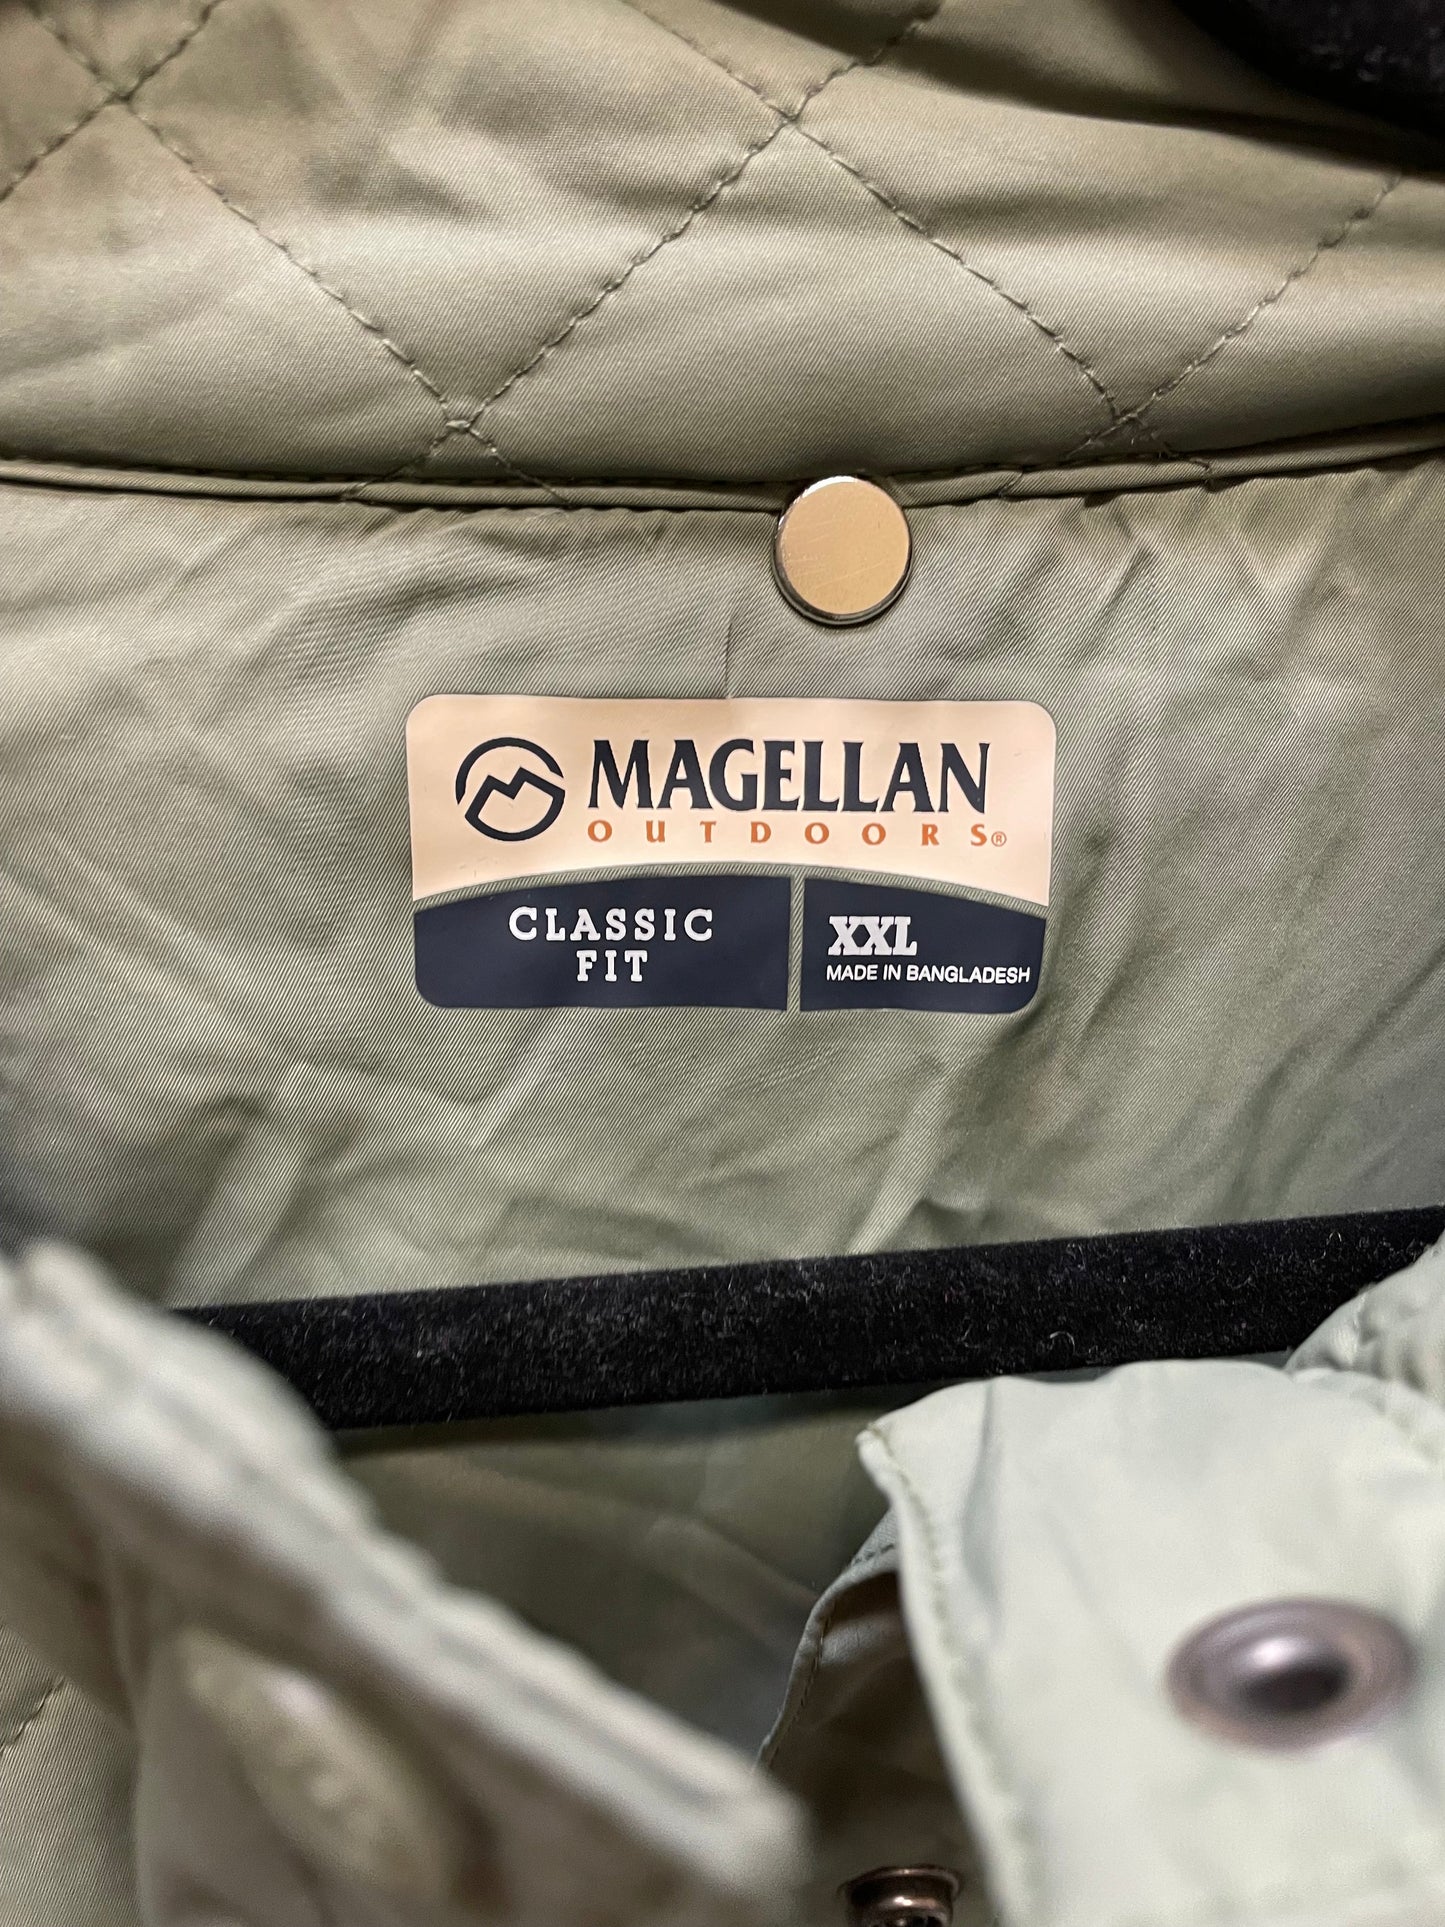 MAGELLAN
OUTDOORS®
CLASSIC
FIT
XXL
MADE IN BANGLADESH